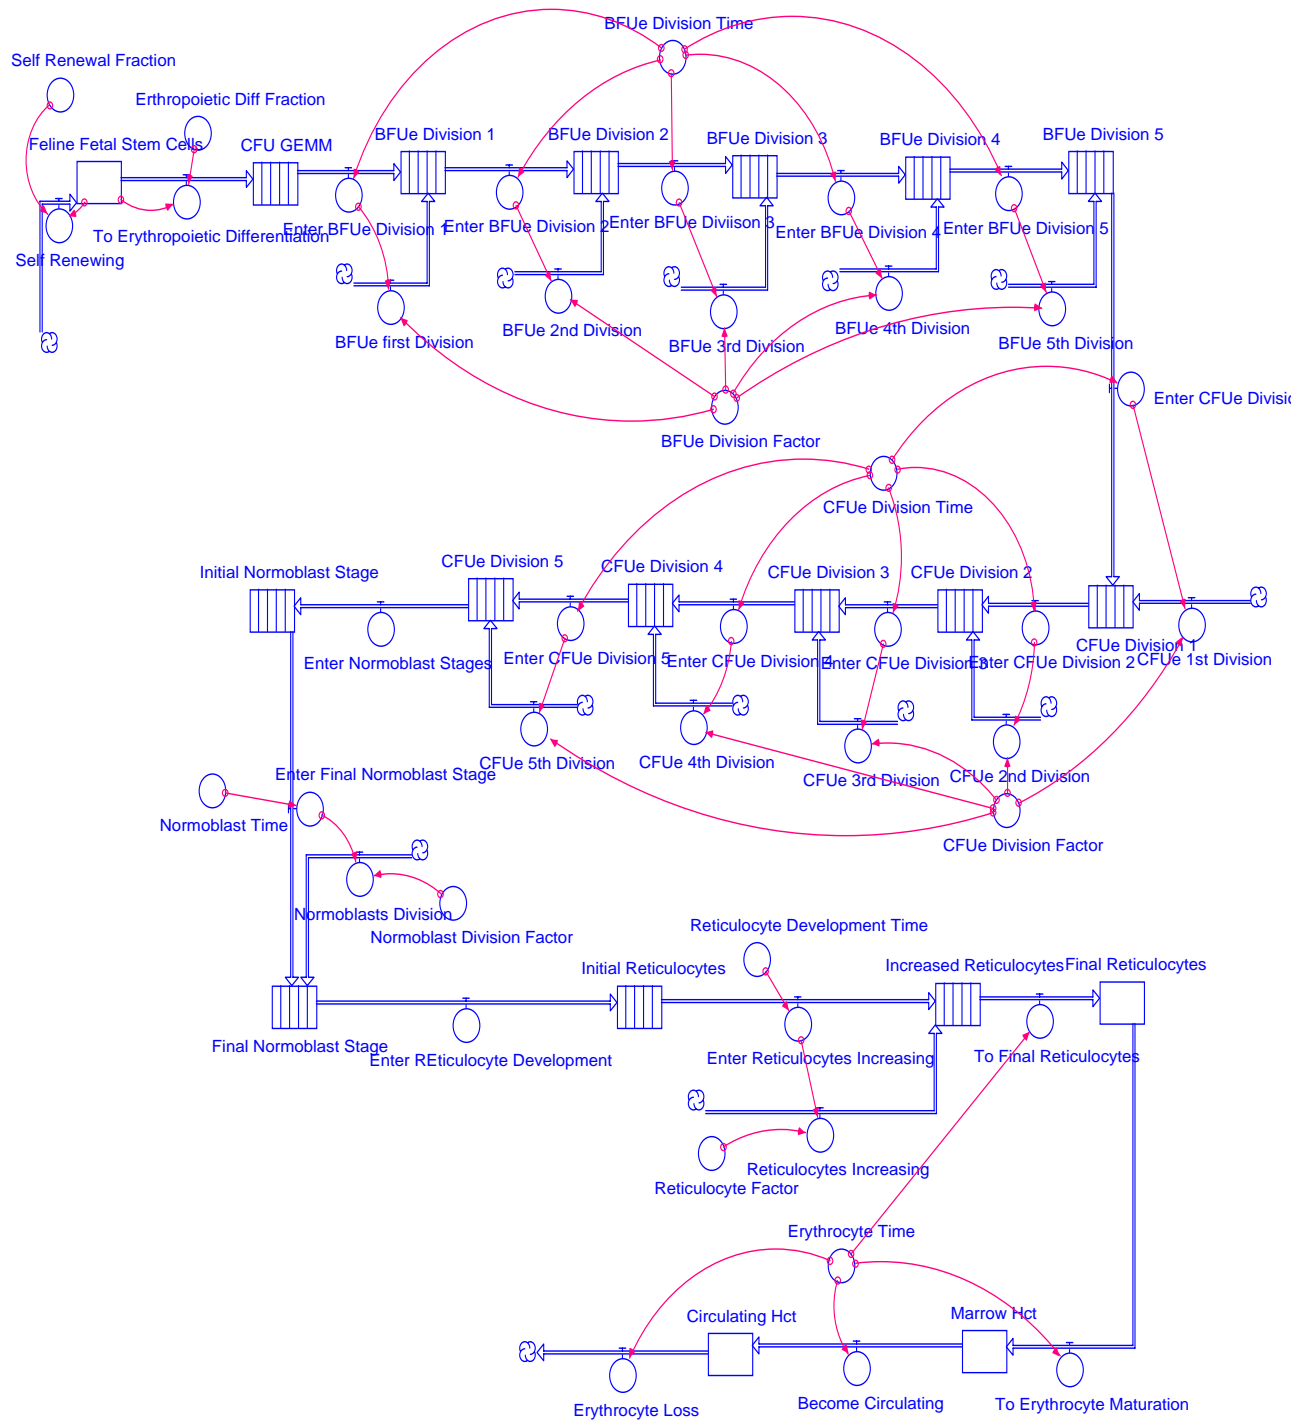 BFUe Division Time
Self Renewal Fraction
Erthropoietic Diff Fraction
Feline Fetal Stem Cells
CFU GEMM
BFUe Division 1
BFUe Division 2
BFUe Division 3
BFUe Division 4
BFUe Division 5
To Erythropoietic Differentiation
Enter BFUe Division 1
Enter BFUe Division 2
Enter BFUe Diviison 3
Enter BFUe Division 4
Enter BFUe Division 5
Self Renewing
BFUe first Division
BFUe 2nd Division
BFUe 3rd Division
BFUe 4th Division
BFUe 5th Division
Enter CFUe Divisi
BFUe Division Factor
CFUe Division Time
Initial Normoblast Stage
CFUe Division 5
CFUe Division 4
CFUe Division 3
CFUe Division 2
CFUe Division 1
Enter Normoblast Stages
Enter CFUe Division 5
Enter CFUe Division 4
Enter CFUe Division 3
Enter CFUe Division 2
CFUe 1st Division
CFUe 5th Division
CFUe 4th Division
CFUe 3rd Division
CFUe 2nd Division
Enter Final Normoblast Stage
Normoblast Time
CFUe Division Factor
Normoblasts Division
Normoblast Division Factor
Reticulocyte Development Time
Initial Reticulocytes
Increased Reticulocytes
Final Reticulocytes
Final Normoblast Stage
Enter REticulocyte Development
Enter Reticulocytes Increasing
To Final Reticulocytes
Reticulocytes Increasing
Reticulocyte Factor
Erythrocyte Time
Circulating Hct
Marrow Hct
Erythrocyte Loss
Become Circulating
To Erythrocyte Maturation